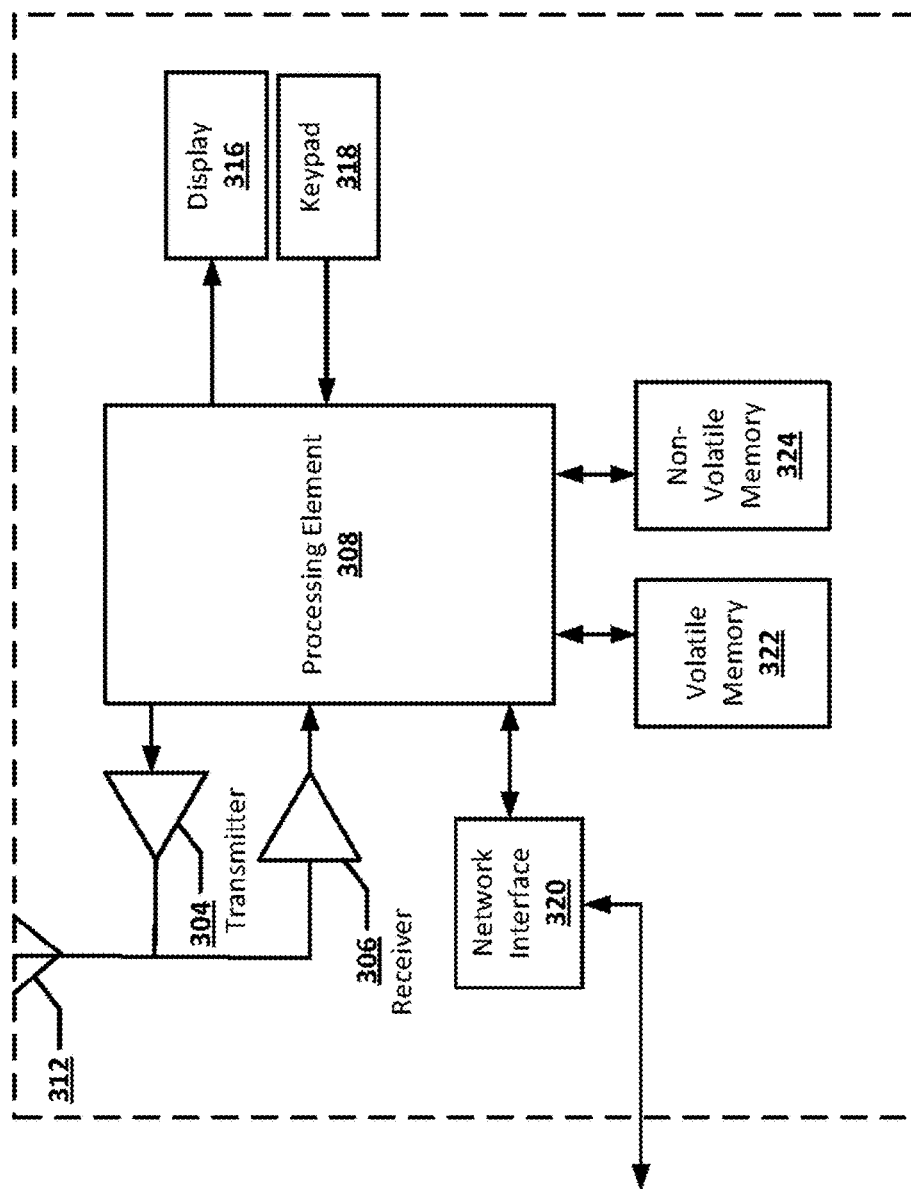 312
304
Transmitter
306
Receiver
Network
Interface
320
Processing Element
308
Volatile
Memory
322
Non-
Volatile
Memory
324
Display
316
Keypad
318